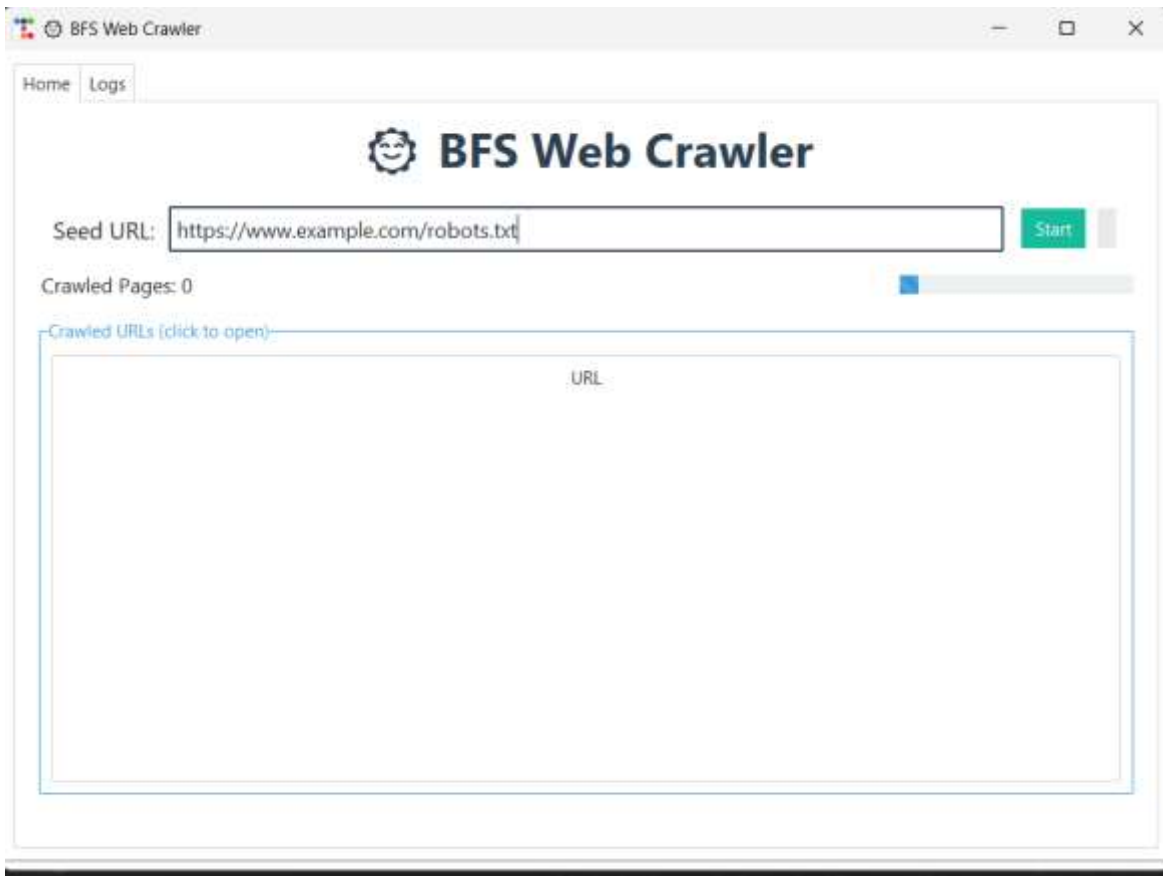 BFS Web Crawler
Home Logs
BFS Web Crawler
Seed URL: https://www.example.com/robots.txt Start
Crawled Pages: 0
Crawled URLs (click to open)
URL